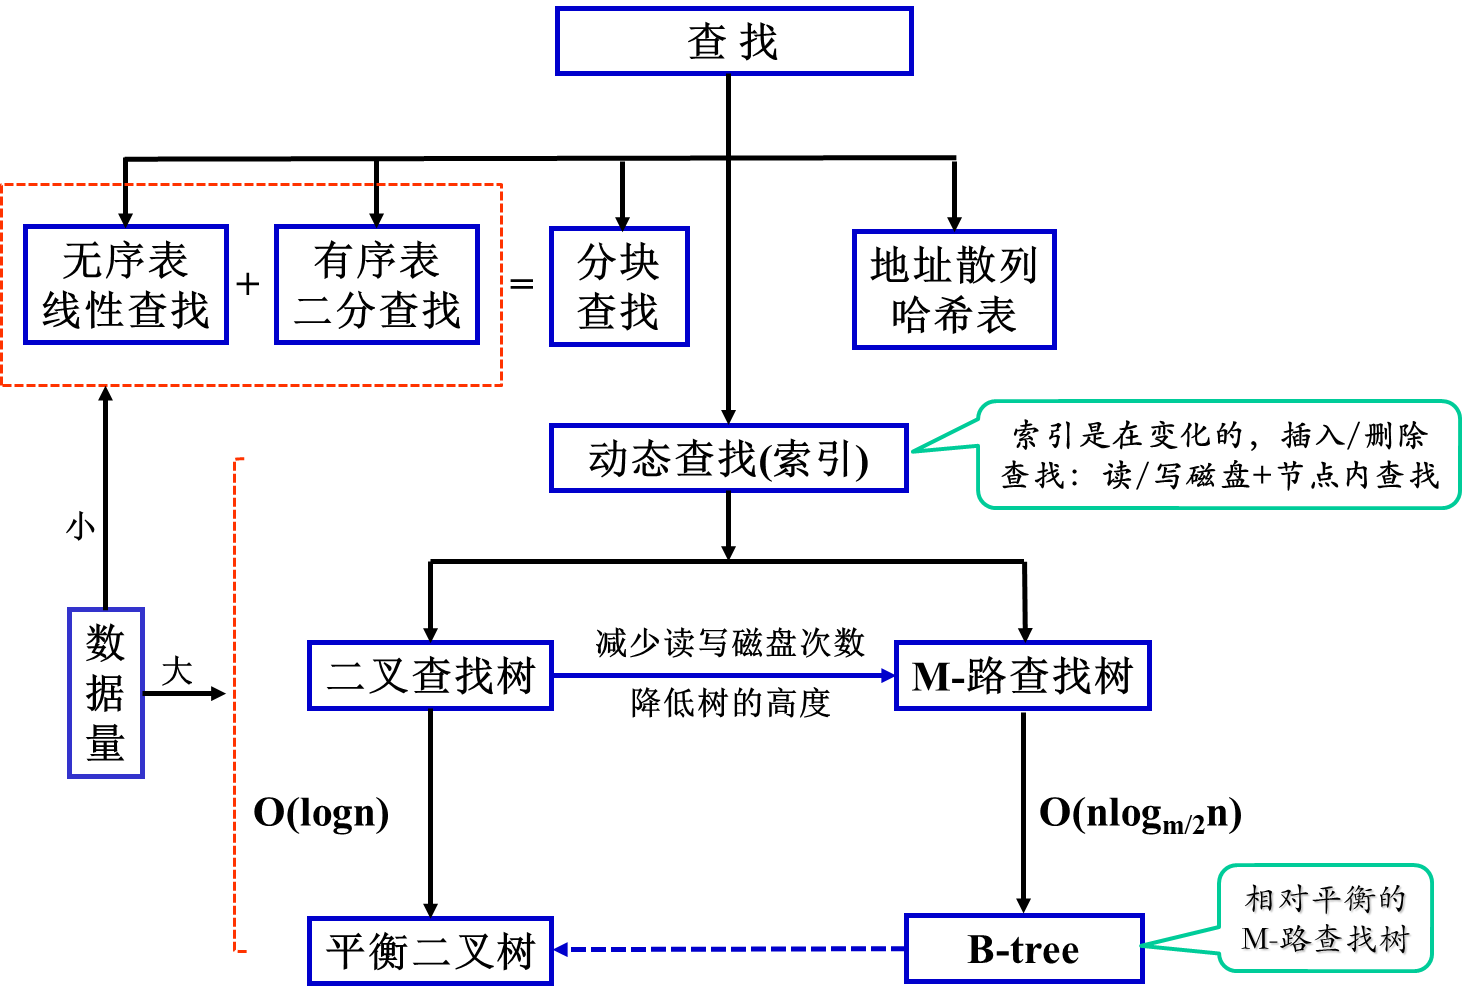 查 找
无序表
线性查找
+
有序表
二分查找
=
分块
查找
地址散列
哈希表
动态查找(索引)
索引是在变化的，插入/删除
查找：读/写磁盘+节点内查找
小
数
据
量
大
二叉查找树
减少读写磁盘次数
降低树的高度
M-路查找树
O(logn)
O(nlogm/2n)
平衡二叉树
B-tree
相对平衡的
M-路查找树